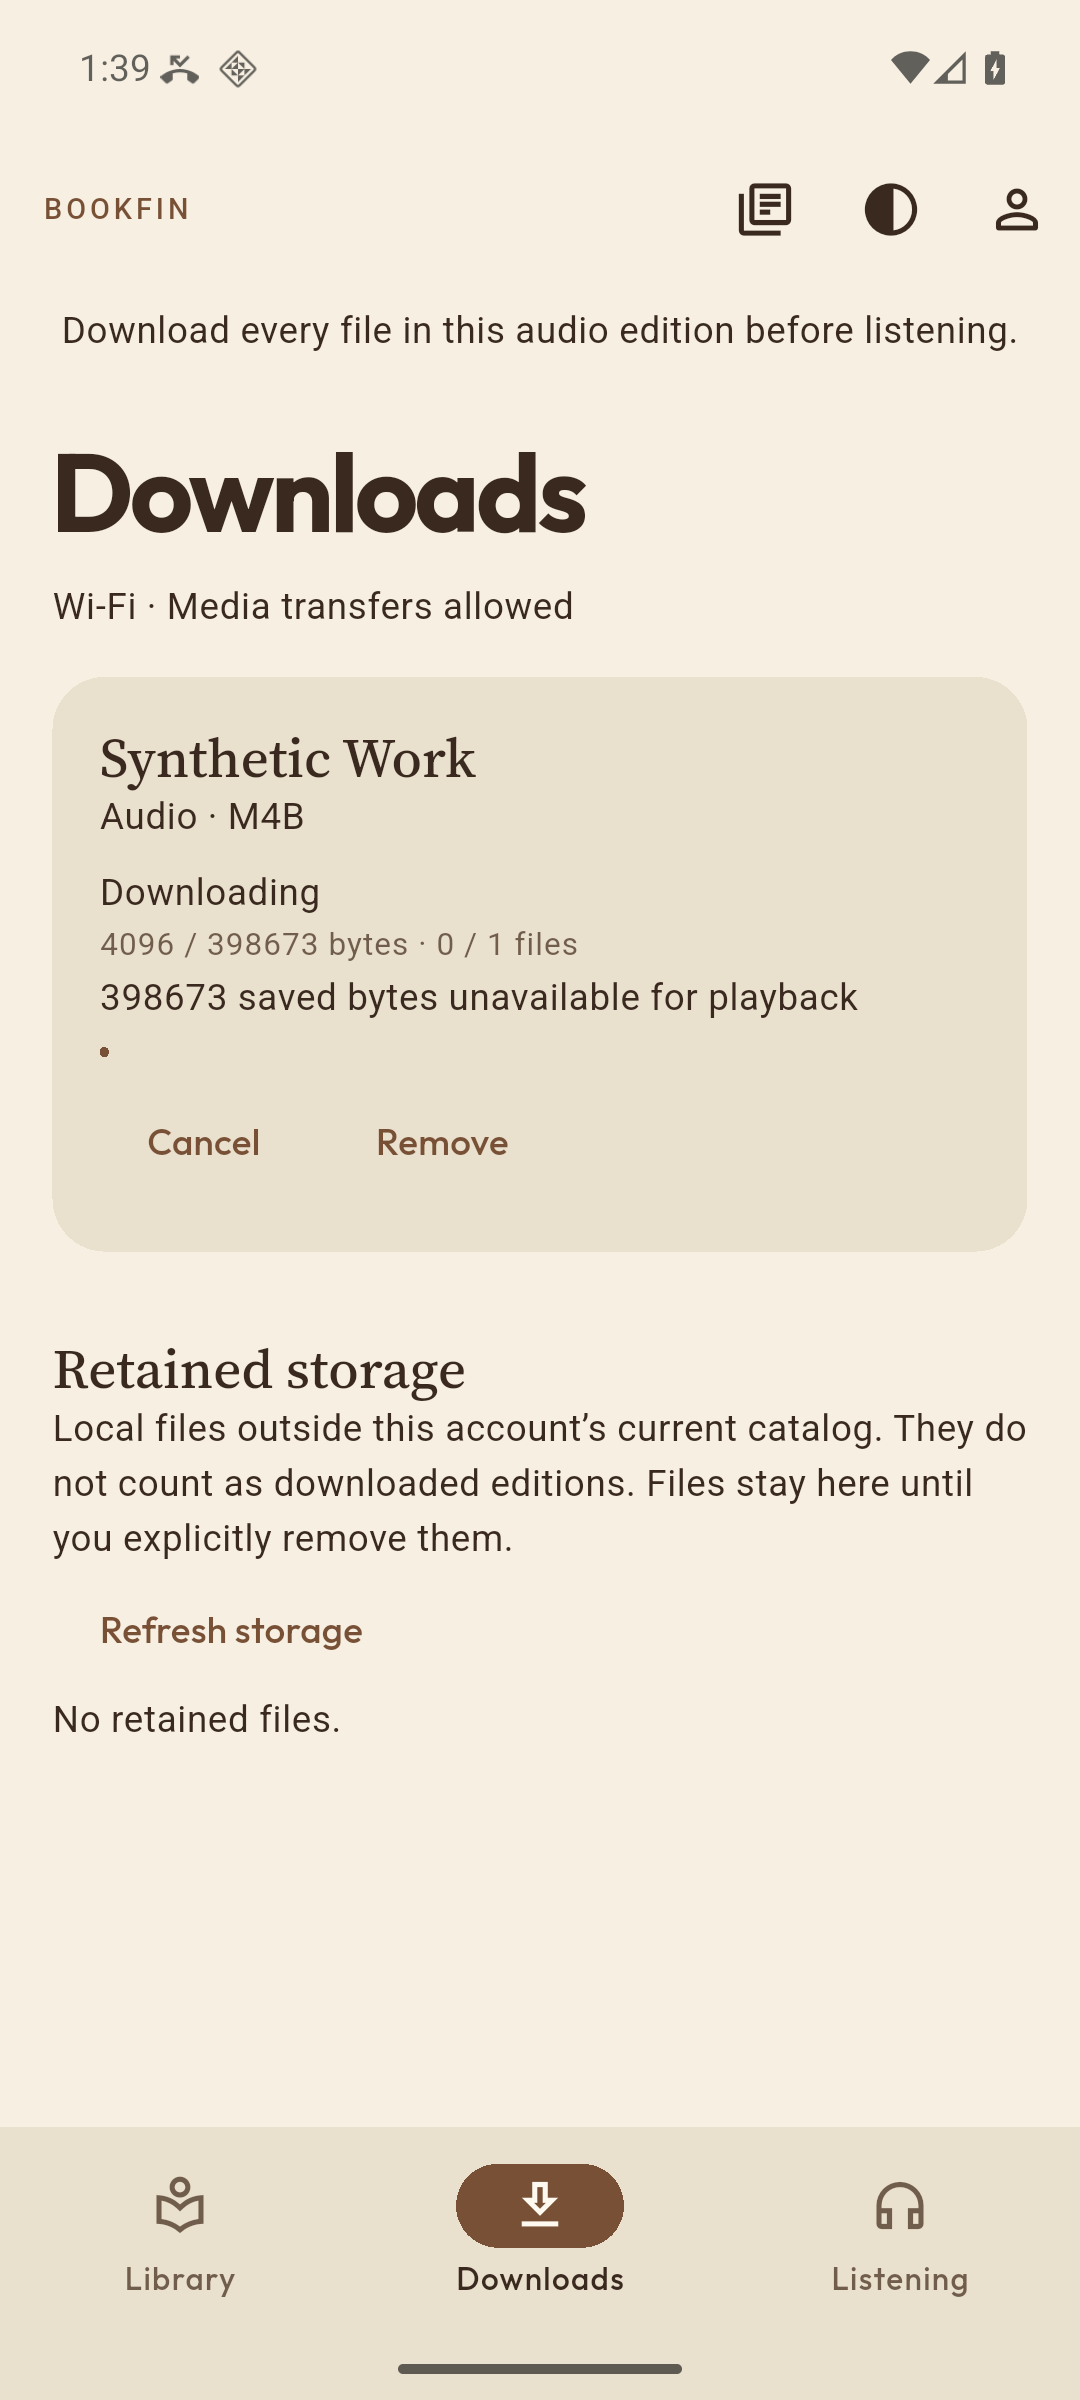 1:39
BOOKFIN
Download every file in this audio edition before listening.
Downloads
Wi-Fi · Media transfers allowed
Synthetic Work
Audio · M4B
Downloading
4096 / 398673 bytes · 0 / 1 files
398673 saved bytes unavailable for playback
Cancel Remove
Retained storage
Local files outside this account’s current catalog. They do
not count as downloaded editions. Files stay here until
you explicitly remove them.
Refresh storage
No retained files.
Library Downloads Listening